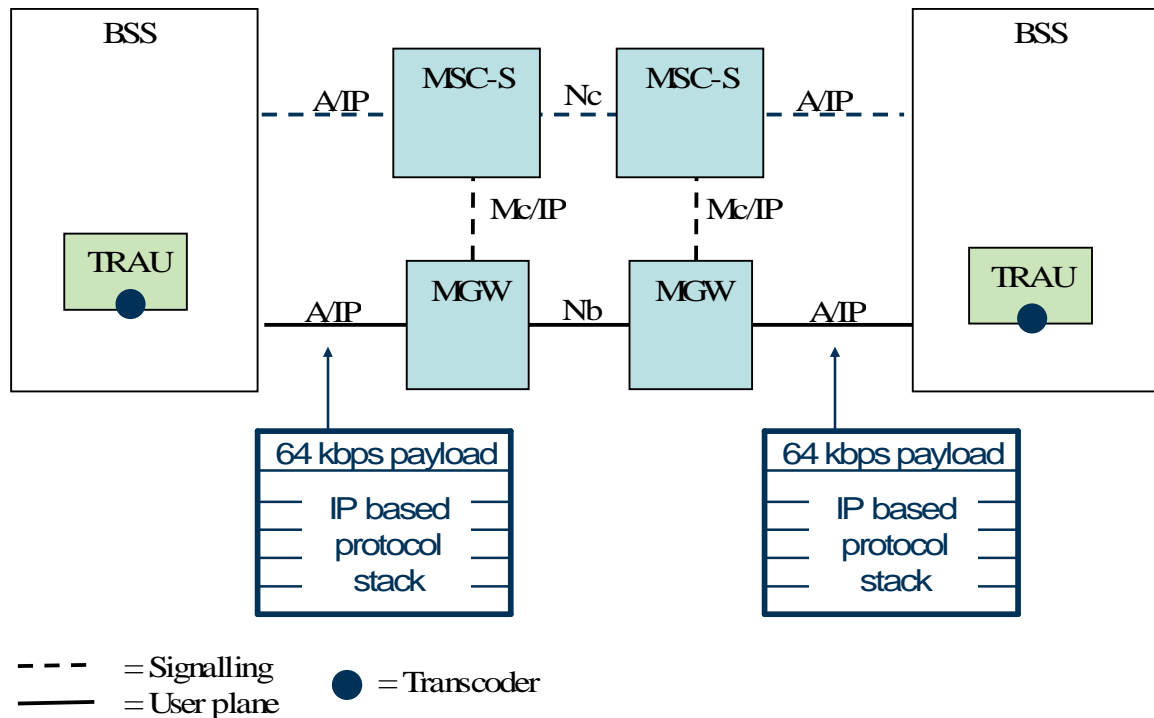 BSS
BSS
MSC-S
MSC-S
A/IP
Nc
A/IP
Mc/IP
Mc/IP
TRAU
TRAU
MGW
MGW
A/IP
Nb
A/IP
64 kbps payload
IP based
protocol
stack
64 kbps payload
IP based
protocol
stack
= Signalling
= User plane
= Transcoder